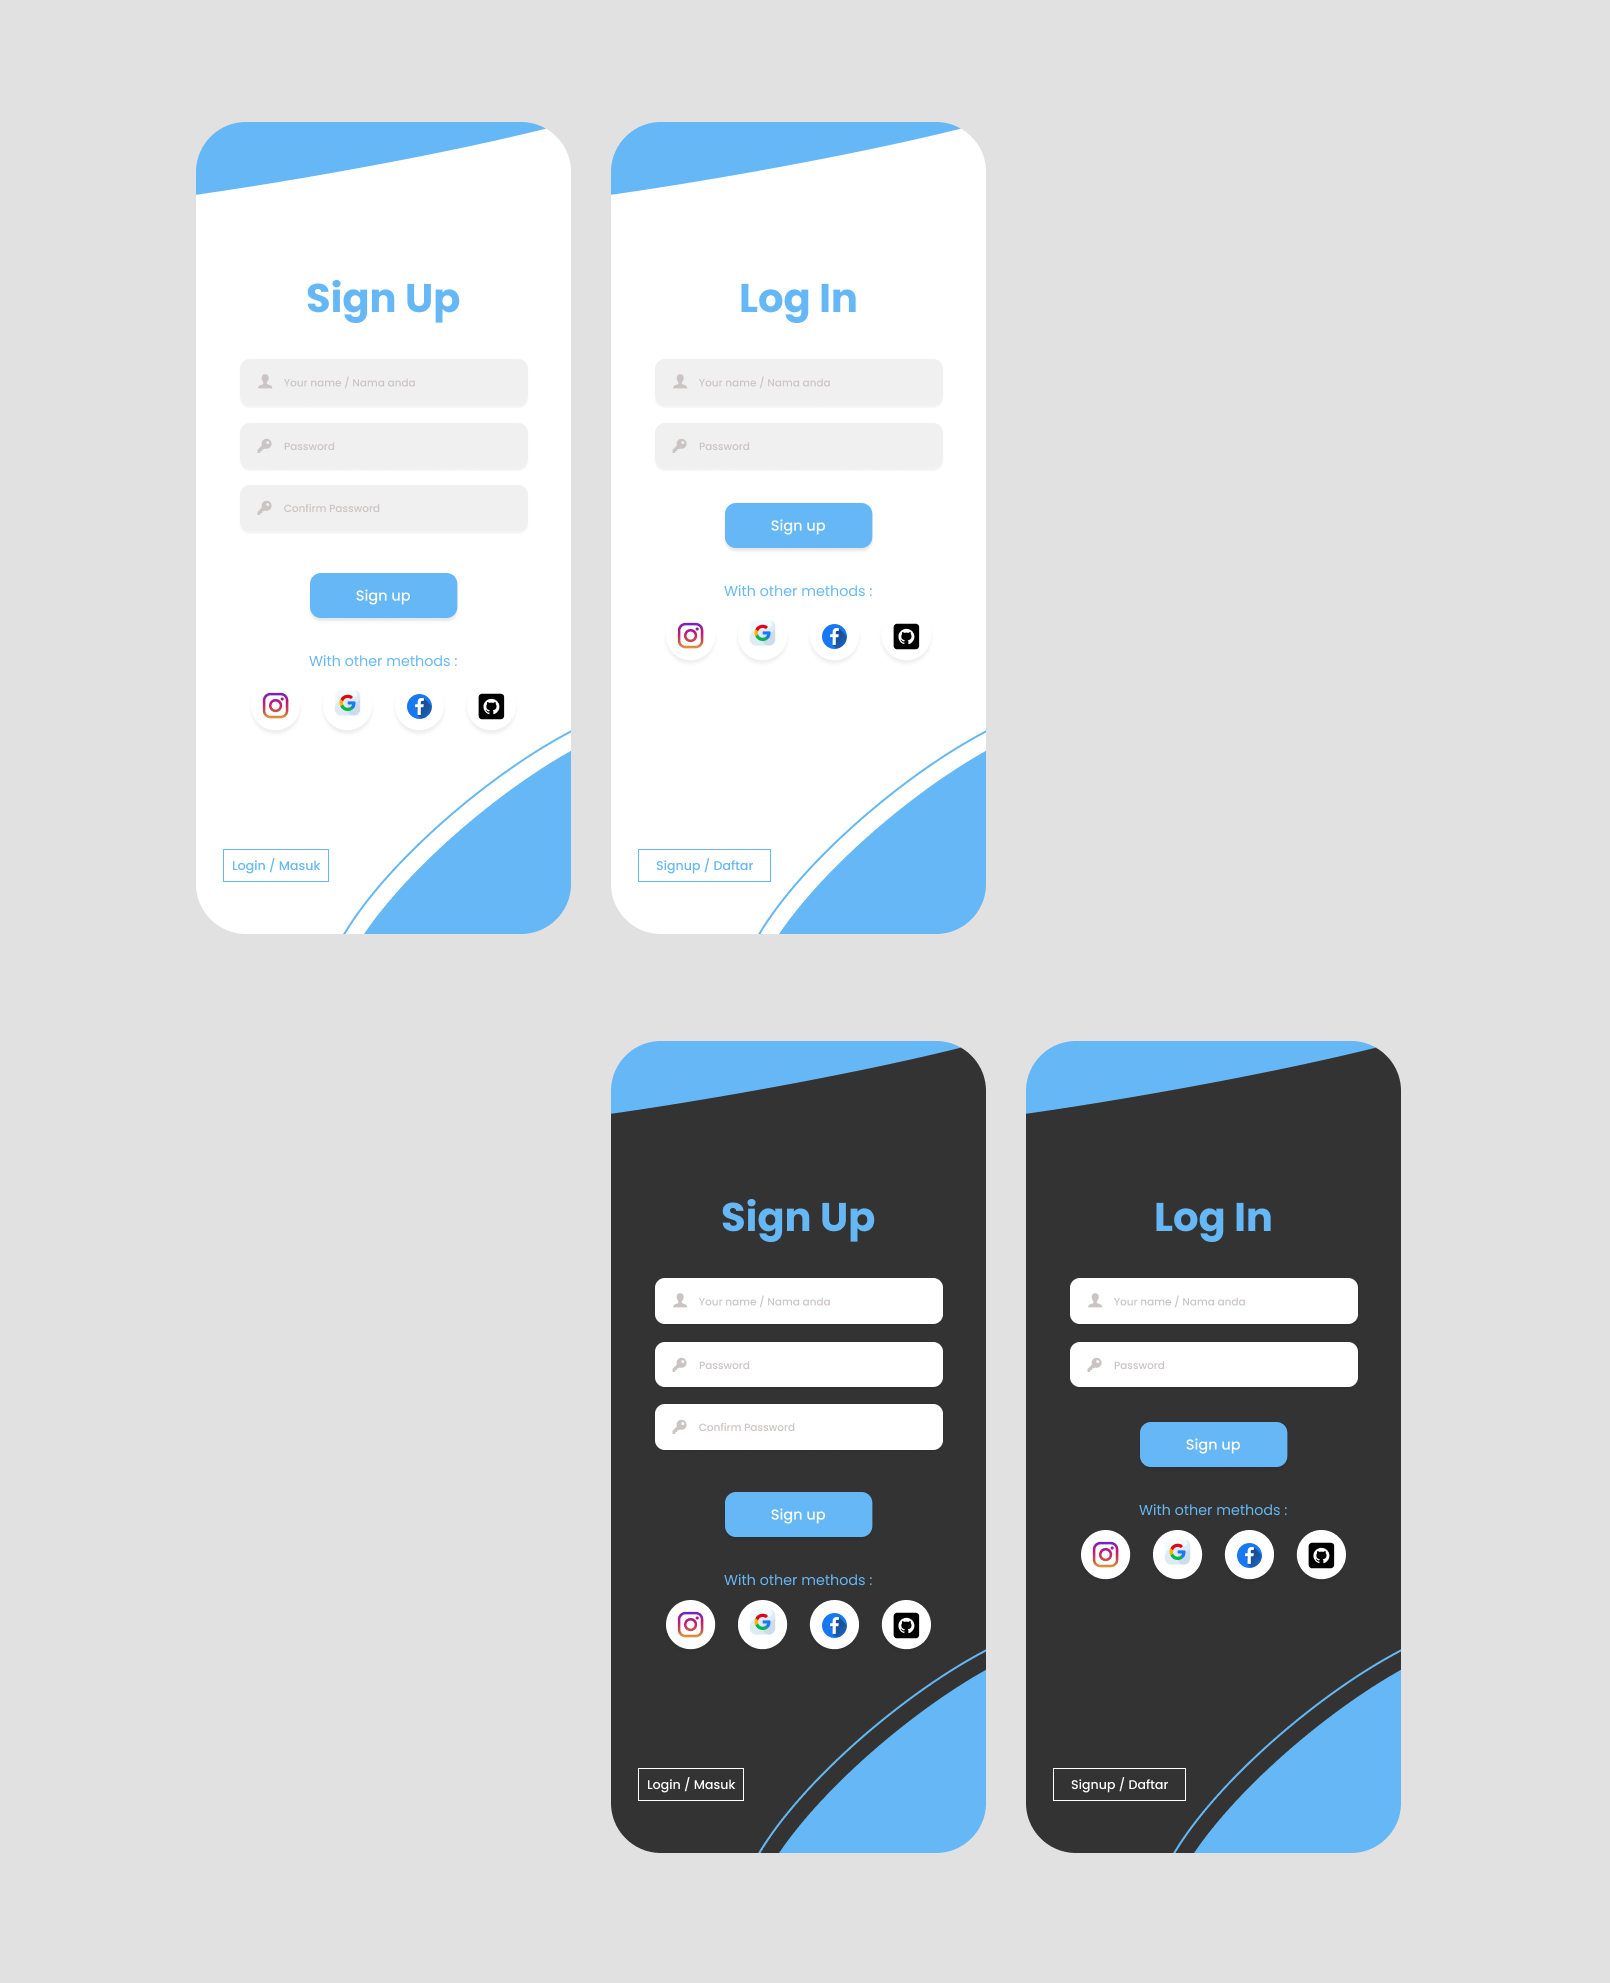 Sign Up
Your name / Nama anda
Password
Confirm Password
Sign up
With other methods :
Login / Masuk
Log In
Your name / Nama anda
Password
Sign up
With other methods :
Signup / Daftar
Sign Up
Your name / Nama anda
Password
Confirm Password
Sign up
With other methods :
Login / Masuk
Log In
Your name / Nama anda
Password
Sign up
With other methods :
Signup / Daftar